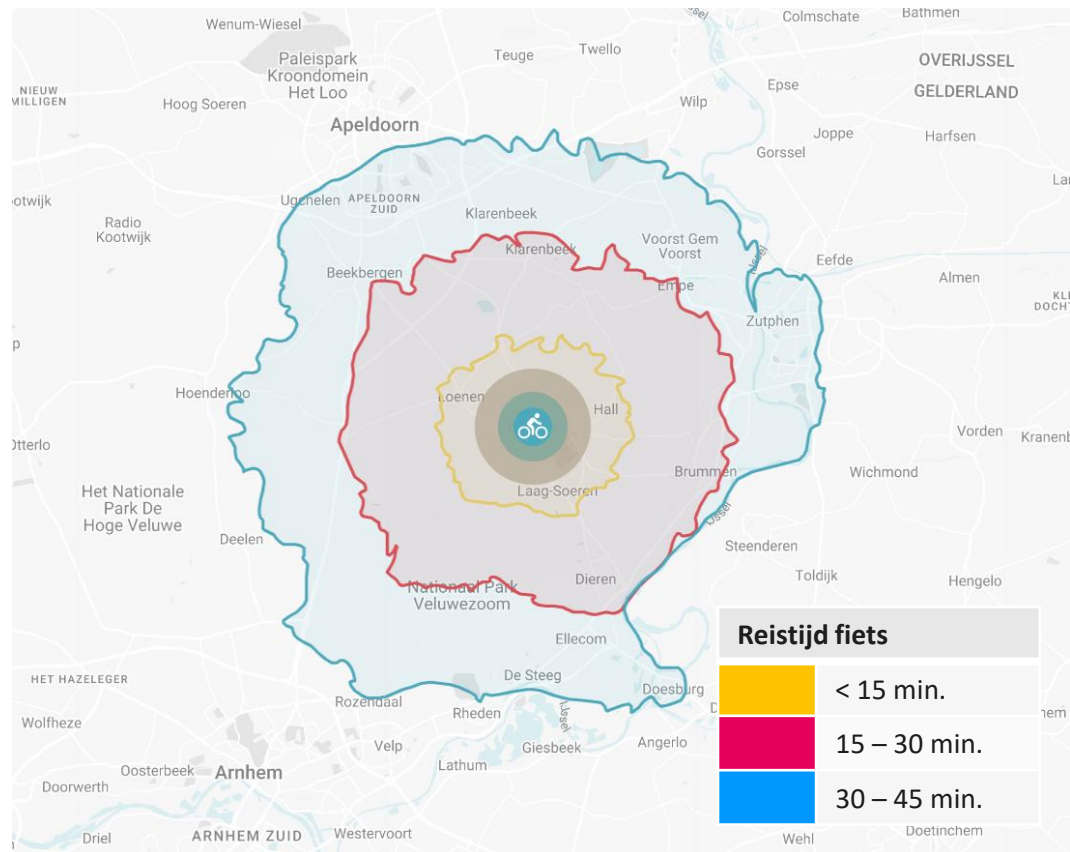 Wenum-Wiesel
Colmschate
Bathmen
Paleispark
Kroondomein
Het Loo
Teuge
Twello
OVERIJSSEL
GELDERLAND
NIEUW
MILLIGEN
Hoog Soeren
Wilp
Epse
Apeldoorn
Joppe
Harfsen
Gorssel
Ugchelen
APELDOORN
ZUID
Klarenbeek
Radio
Kootwijk
Klarenbeek
Voorst Gem
Voorst
IJssel
Eefde
Beekbergen
Empe
Almen
Zutphen
Hoenderloo
Loenen
Hall
Otterlo
Vorden
Brummen
Wichmond
Laag-Soeren
Het Nationale
Park De
Hoge Veluwe
IJssel
Deelen
Steenderen
Dieren
Toldijk
Hengelo
Nationaal Park
Veluwezoom
Ellecom
Reistijd fiets
< 15 min.
15 – 30 min.
30 – 45 min.
HET HAZELEGER
De Steeg
Doesburg
Rozendaal
Rheden
IJssel
Wolfheze
Velp
Giesbeek
Angerlo
Lathum
Oosterbeek
Arnhem
Doorwerth
Driel
ARNHEM ZUID
Westervoort
Wehl
Doetinchem